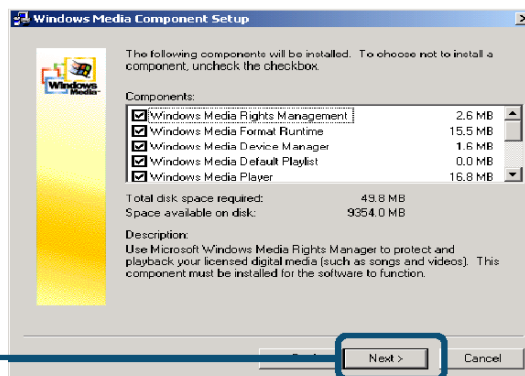 Windows Media Component Setup
The following components will be installed. To choose not to install a
component, uncheck the checkbox.
Windows
Media
Components:
Windows Media Rights Management 2.6 MB
Windows Media Format Runtime 15.5 MB
Windows Media Device Manager 1.6 MB
Windows Media Default Playlist 0.0 MB
Windows Media Player 16.8 MB
Total disk space required: 49.8 MB
Space available on disk: 9354.0 MB
Description:
Use Microsoft Windows Media Rights Manager to protect and
playback your licensed digital media (such as songs and videos). This
component must be installed for the software to function.
Next > Cancel